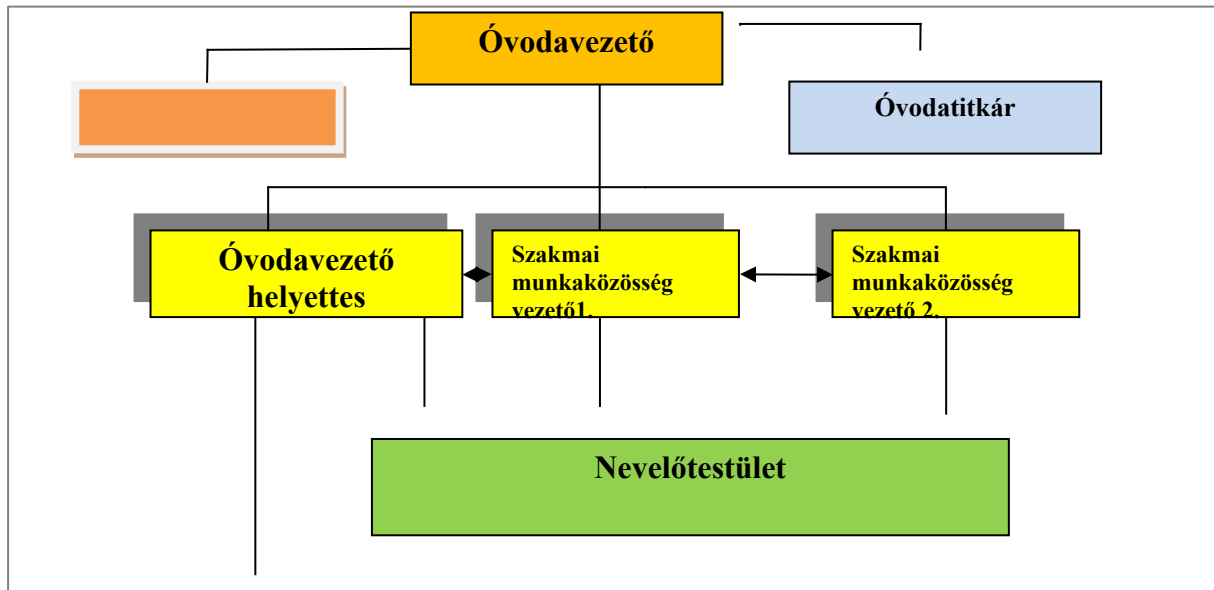 Óvodavezető
Óvodatitkár
Óvodavezető
helyettes
Szakmai
munkaközösség
vezető1.
Szakmai
munkaközösség
vezető 2.
Nevelőtestület